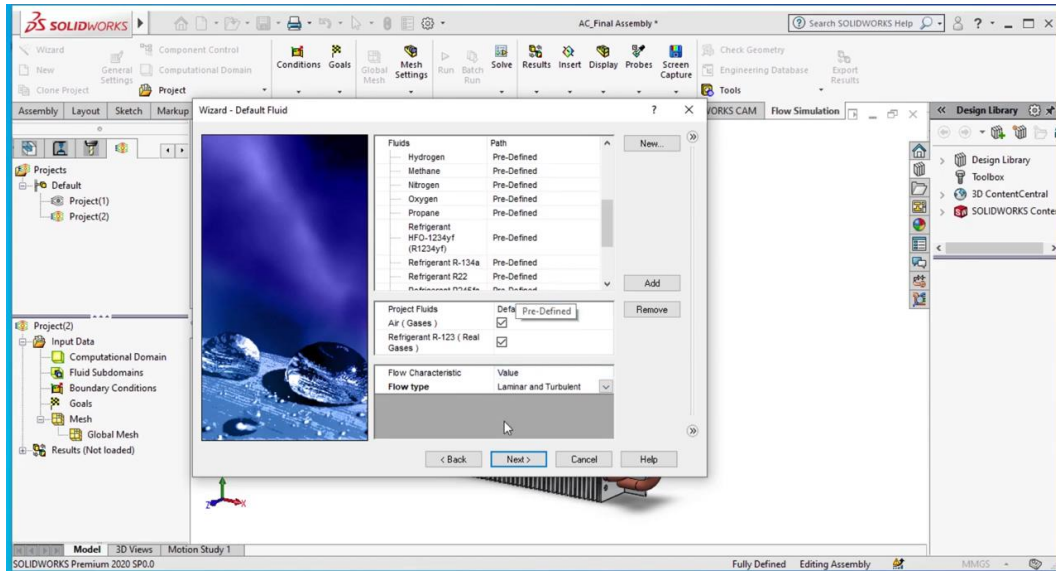 SOLIDWORKS
AC_Final Assembly *
Search SOLIDWORKS Help
?
Wizard
New
Clone Project
General Settings
Component Control
Computational Domain
Project
Conditions
Goals
Global Mesh
Mesh Settings
Run
Batch Run
Solve
Results
Insert
Display
Probes
Screen Capture
Check Geometry
Engineering Database
Tools
Export Results
Assembly
Layout
Sketch
Markup
ORKS CAM
Flow Simulation
Design Library
Projects
Default
Project(1)
Project(2)
Project(2)
Input Data
Computational Domain
Fluid Subdomains
Boundary Conditions
Goals
Mesh
Global Mesh
Results (Not loaded)
Wizard - Default Fluid
?
Fluids Path
Hydrogen Pre-Defined
Methane Pre-Defined
Nitrogen Pre-Defined
Oxygen Pre-Defined
Propane Pre-Defined
Refrigerant
HFO-1234yf Pre-Defined
(R1234yf)
Refrigerant R-134a Pre-Defined
Refrigerant R22 Pre-Defined
New...
Add
Remove
Project Fluids Defa
Pre-Defined
Air ( Gases )
Refrigerant R-123 ( Real
Gases )
Flow Characteristic Value
Flow type Laminar and Turbulent
< Back
Next >
Cancel
Help
Design Library
Toolbox
3D ContentCentral
SOLIDWORKS Conte
Z
X
Model
3D Views
Motion Study 1
SOLIDWORKS Premium 2020 SP0.0
Fully Defined
Editing Assembly
MMGS